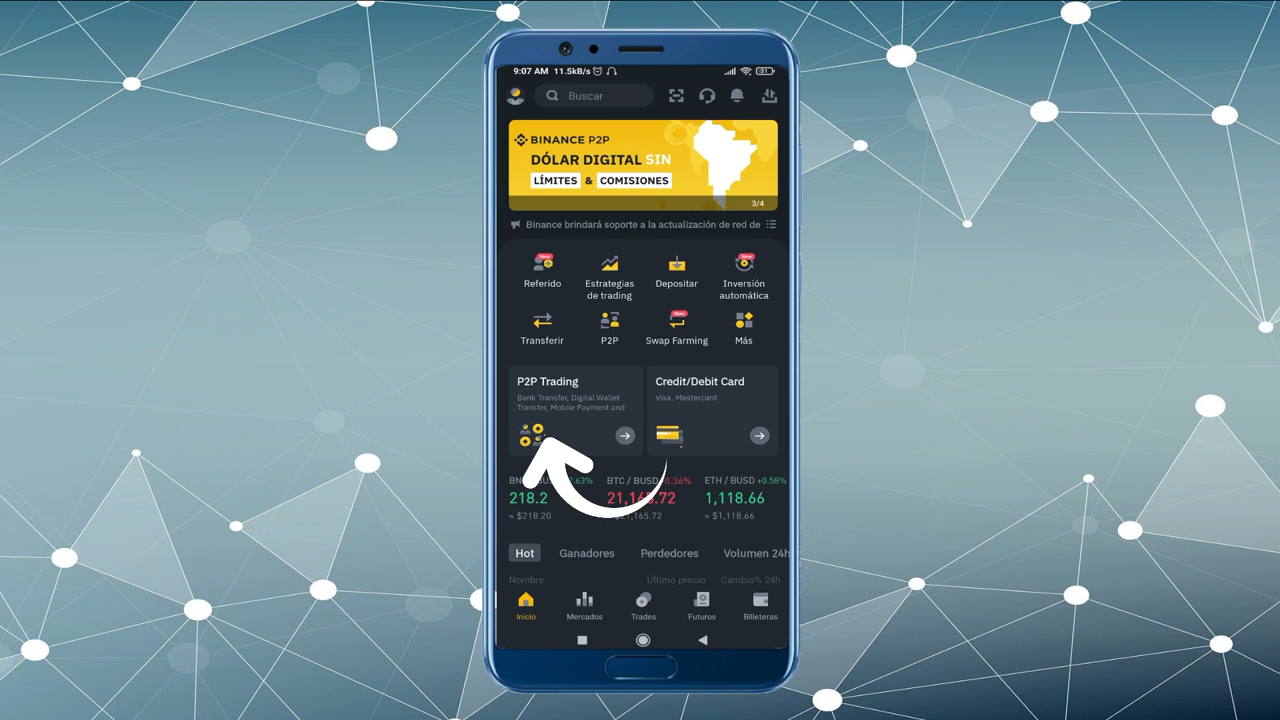 9:07 AM 11.5kB/s
31
Buscar
BINANCE P2P
DÓLAR DIGITAL SIN
LÍMITES & COMISIONES
3/4
Binance brindará soporte a la actualización de red de
New
New
Referido
Estrategias
de trading
Depositar
Inversión
automática
New
Transferir
P2P
Swap Farming
Más
P2P Trading
Bank Transfer, Digital Wallet
Transfer, Mobile Payment and
Credit/Debit Card
Visa, Mastercard
BTC / BUSD
ETH / BUSD +0.58%
218.2
1,118.66
≈ $218.20
≈ $1,118.66
Hot
Ganadores
Perdedores
Volumen 24h
Nombre
Último precio
Cambio% 24h
Inicio
Mercados
Trades
Futuros
Billeteras